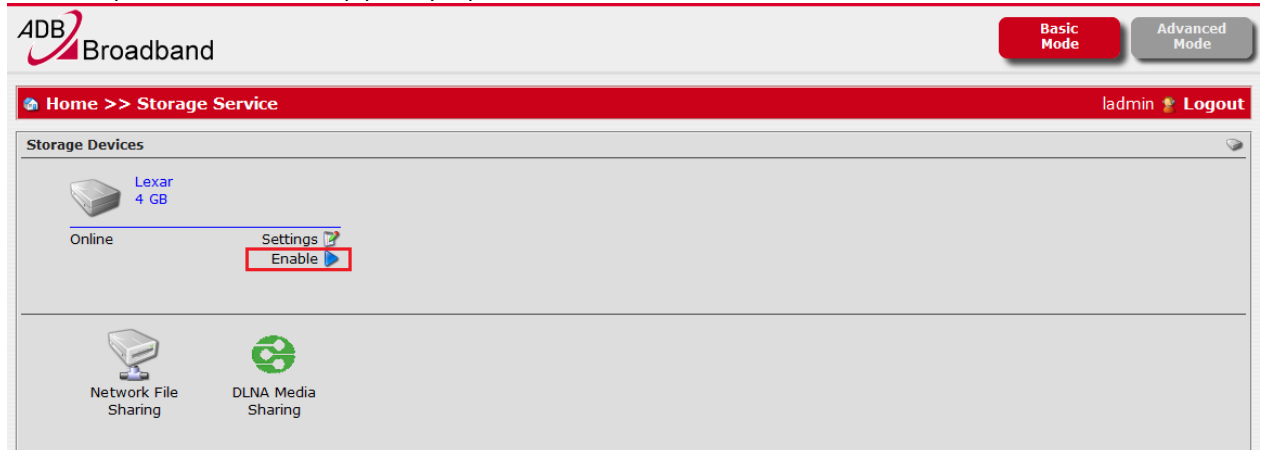 ADB
Broadband
Basic
Mode
Advanced
Mode
Home >> Storage Service
ladmin Logout
Storage Devices
Lexar
4 GB
Online Settings
Enable
Network File
Sharing
DLNA Media
Sharing